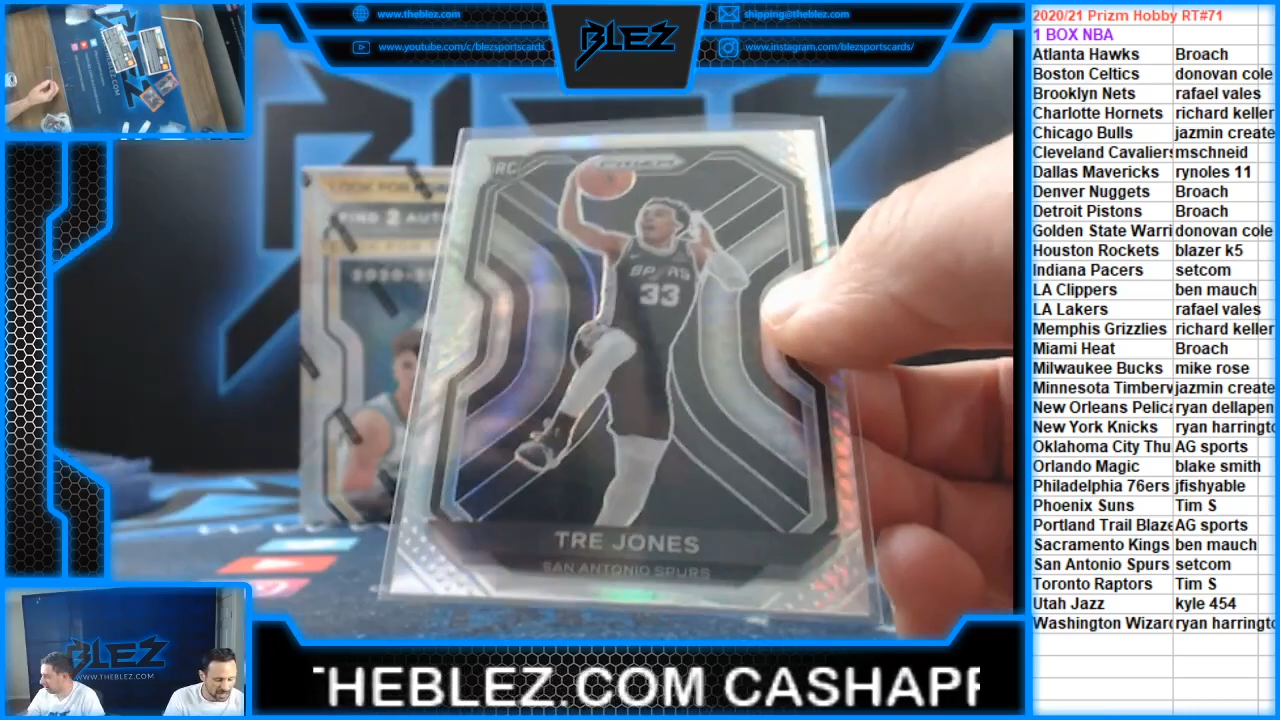 www.theblez.com
shipping@theblez.com
www.youtube.com/c/blezsportscards
www.instagram.com/blezsportscards/
BLEZ
RC
PRIZM
SPURS
33
TRE JONES
SAN ANTONIO SPURS
LOOK FOR
FIND 2 AUT
2020-2
BLEZ
WWW.THEBLEZ.COM
THEBLEZ.COM CASHAPP
2020/21 Prizm Hobby RT#71
1 BOX NBA
Atlanta Hawks Broach
Boston Celtics donovan cole
Brooklyn Nets rafael vales
Charlotte Hornets richard keller
Chicago Bulls jazmin create
Cleveland Cavaliers mschneid
Dallas Mavericks rynoles 11
Denver Nuggets Broach
Detroit Pistons Broach
Golden State Warri donovan cole
Houston Rockets blazer k5
Indiana Pacers setcom
LA Clippers ben mauch
LA Lakers rafael vales
Memphis Grizzlies richard keller
Miami Heat Broach
Milwaukee Bucks mike rose
Minnesota Timberv jazmin create
New Orleans Pelica ryan dellapen
New York Knicks ryan harringto
Oklahoma City Thu AG sports
Orlando Magic blake smith
Philadelphia 76ers jfishyable
Phoenix Suns Tim S
Portland Trail Blaze AG sports
Sacramento Kings ben mauch
San Antonio Spurs setcom
Toronto Raptors Tim S
Utah Jazz kyle 454
Washington Wizard ryan harringto